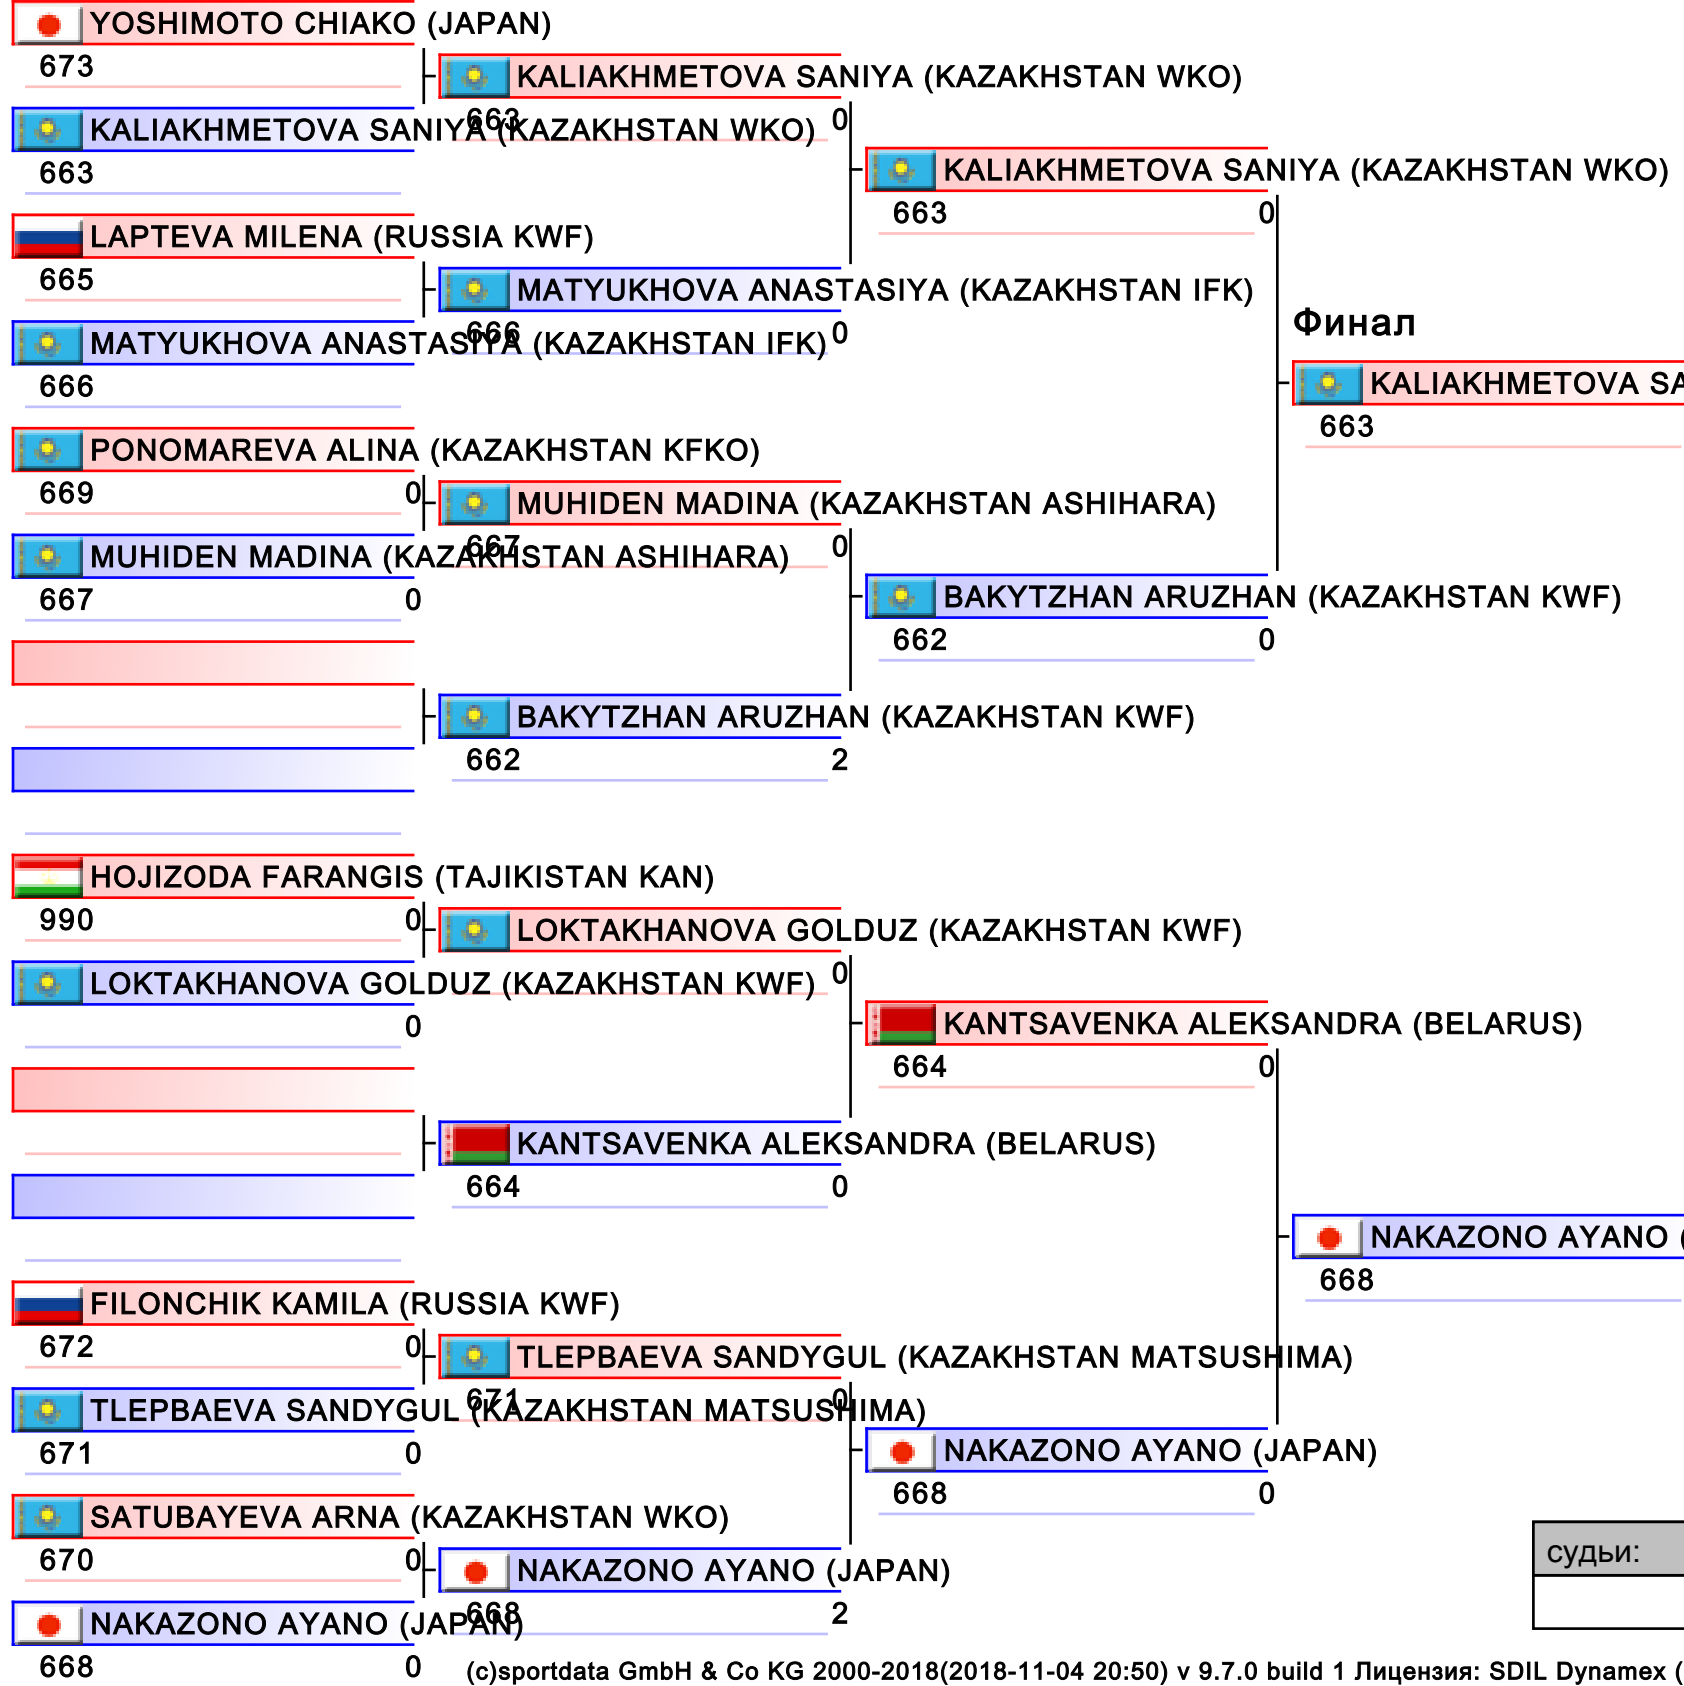 YOSHIMOTO CHIAKO (JAPAN)
673
KALIAKHMETOVA SANIYA (KAZAKHSTAN WKO)
663
LAPTEVA MILENA (RUSSIA KWF)
665
MATYUKHOVA ANASTASIYA (KAZAKHSTAN IFK)
666
PONOMAREVA ALINA (KAZAKHSTAN KFKO)
669 0
MUHIDEN MADINA (KAZAKHSTAN ASHIHARA)
667 0
HOJIZODA FARANGIS (TAJIKISTAN KAN)
990 0
LOKTAKHANOVA GOLDUZ (KAZAKHSTAN KWF)
0
FILONCHIK KAMILA (RUSSIA KWF)
672 0
TLEPBAEVA SANDYGUL (KAZAKHSTAN MATSUSHIMA)
671 0
SATUBAYEVA ARNA (KAZAKHSTAN WKO)
670 0
NAKAZONO AYANO (JAPAN)
668 0
KALIAKHMETOVA SANIYA (KAZAKHSTAN WKO)
663 0
MATYUKHOVA ANASTASIYA (KAZAKHSTAN IFK)
666 0
MUHIDEN MADINA (KAZAKHSTAN ASHIHARA)
667 0
BAKYTZHAN ARUZHAN (KAZAKHSTAN KWF)
662 2
LOKTAKHANOVA GOLDUZ (KAZAKHSTAN KWF)
0
KANTSAVENKA ALEKSANDRA (BELARUS)
664 0
TLEPBAEVA SANDYGUL (KAZAKHSTAN MATSUSHIMA)
671 0
NAKAZONO AYANO (JAPAN)
668 2
KALIAKHMETOVA SANIYA (KAZAKHSTAN WKO)
663 0
BAKYTZHAN ARUZHAN (KAZAKHSTAN KWF)
662 0
KANTSAVENKA ALEKSANDRA (BELARUS)
664 0
NAKAZONO AYANO (JAPAN)
668 0
Финал
KALIAKHMETOVA SA
663
NAKAZONO AYANO (
668
судьи:
(c)sportdata GmbH & Co KG 2000-2018(2018-11-04 20:50) v 9.7.0 build 1 Лицензия: SDIL Dynamex (